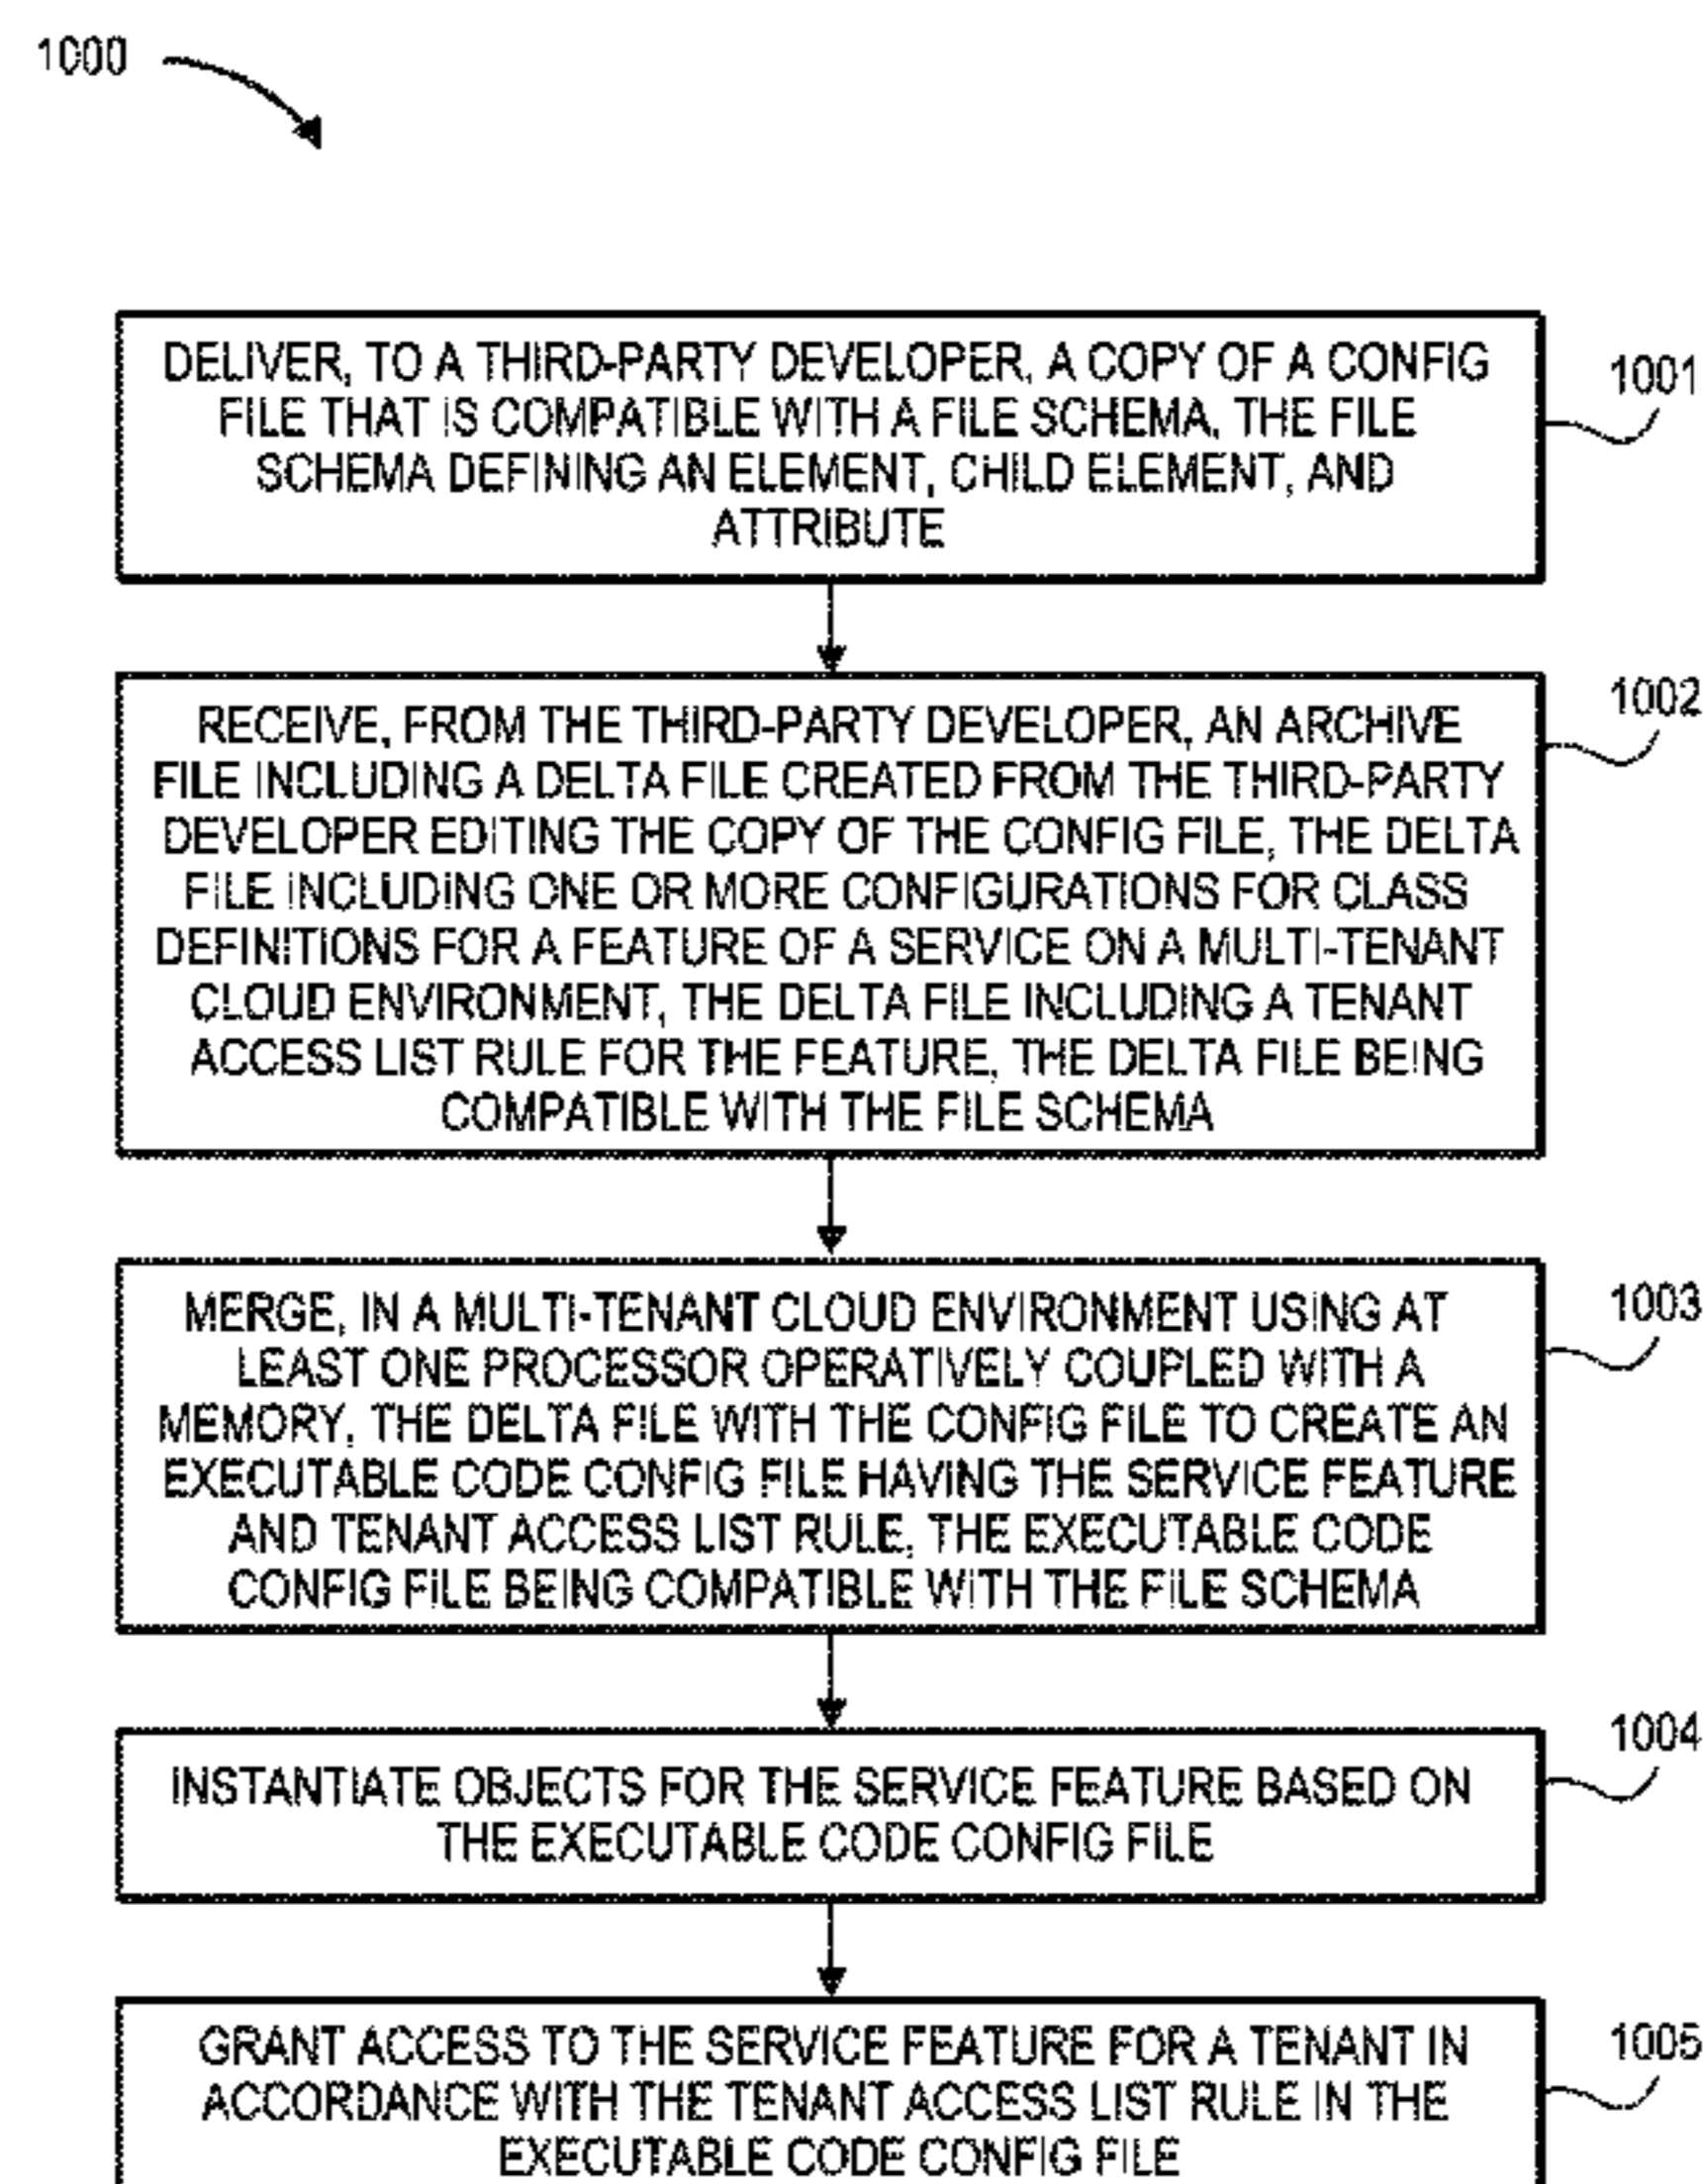 1000
DELIVER, TO A THIRD-PARTY DEVELOPER, A COPY OF A CONFIG
FILE THAT IS COMPATIBLE WITH A FILE SCHEMA, THE FILE
SCHEMA DEFINING AN ELEMENT, CHILD ELEMENT, AND
ATTRIBUTE
1001
RECEIVE, FROM THE THIRD-PARTY DEVELOPER, AN ARCHIVE
FILE INCLUDING A DELTA FILE CREATED FROM THE THIRD-PARTY
DEVELOPER EDITING THE COPY OF THE CONFIG FILE, THE DELTA
FILE INCLUDING ONE OR MORE CONFIGURATIONS FOR CLASS
DEFINITIONS FOR A FEATURE OF A SERVICE ON A MULTI-TENANT
CLOUD ENVIRONMENT, THE DELTA FILE INCLUDING A TENANT
ACCESS LIST RULE FOR THE FEATURE, THE DELTA FILE BEING
COMPATIBLE WITH THE FILE SCHEMA
1002
MERGE, IN A MULTI-TENANT CLOUD ENVIRONMENT USING AT
LEAST ONE PROCESSOR OPERATIVELY COUPLED WITH A
MEMORY, THE DELTA FILE WITH THE CONFIG FILE TO CREATE AN
EXECUTABLE CODE CONFIG FILE HAVING THE SERVICE FEATURE
AND TENANT ACCESS LIST RULE, THE EXECUTABLE CODE
CONFIG FILE BEING COMPATIBLE WITH THE FILE SCHEMA
1003
INSTANTIATE OBJECTS FOR THE SERVICE FEATURE BASED ON
THE EXECUTABLE CODE CONFIG FILE
1004
GRANT ACCESS TO THE SERVICE FEATURE FOR A TENANT IN
ACCORDANCE WITH THE TENANT ACCESS LIST RULE IN THE
EXECUTABLE CODE CONFIG FILE
1005